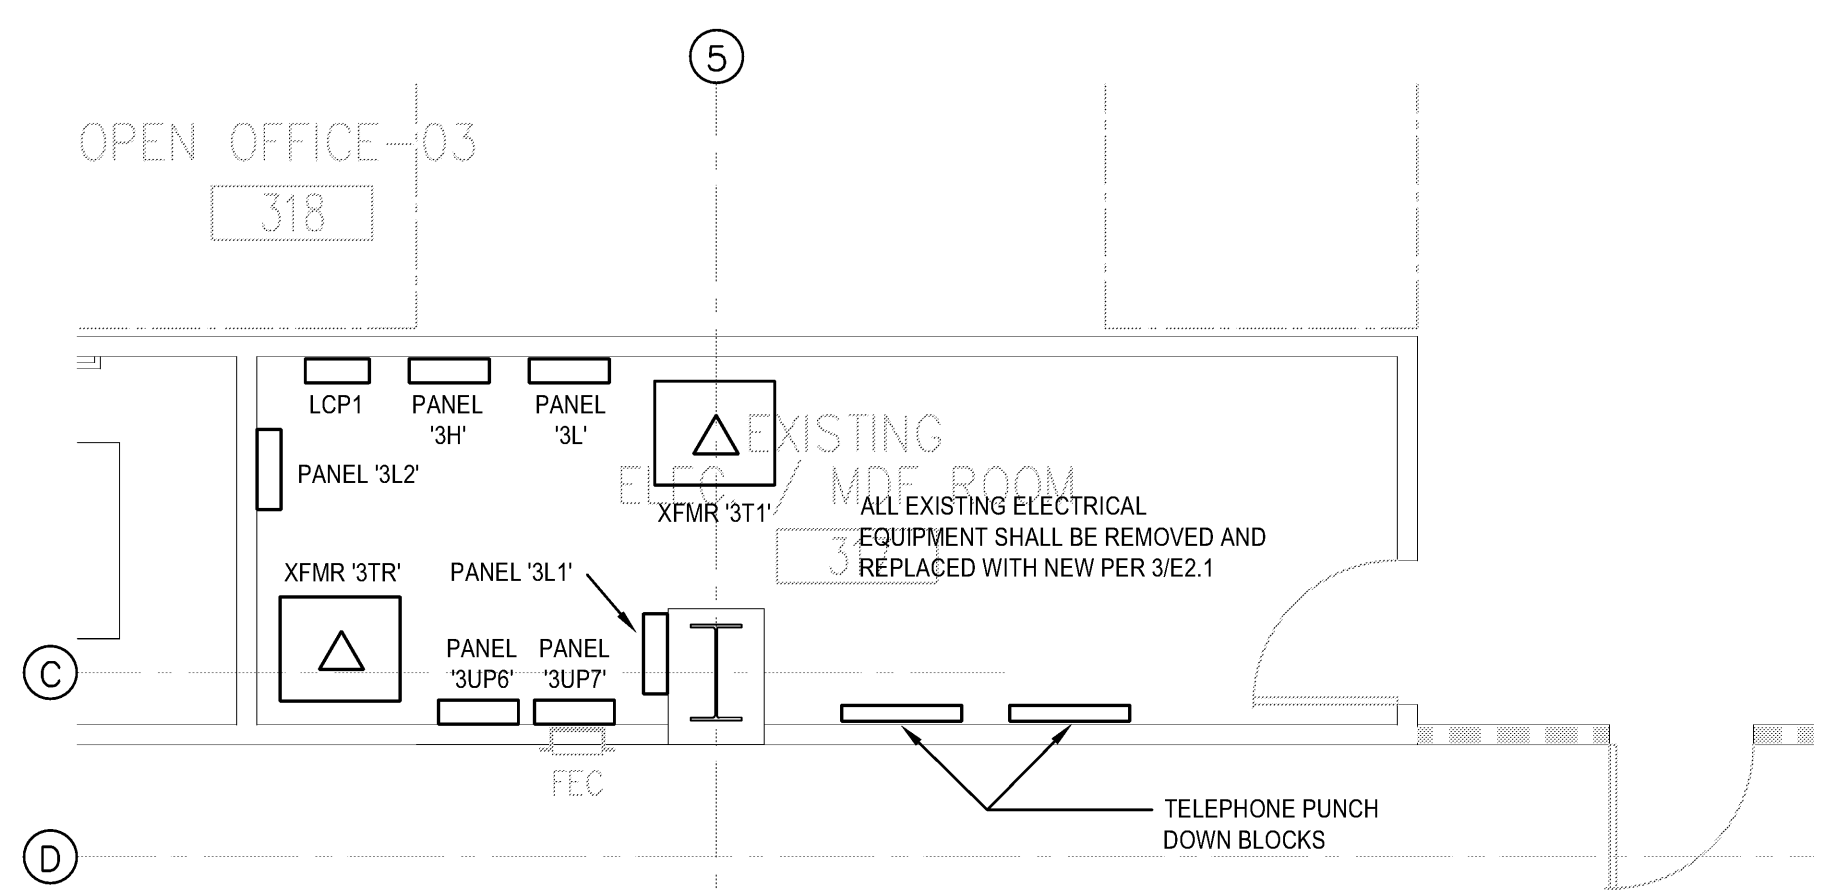 5
OPEN OFFICE-03
318
LCP1
PANEL
'3H'
PANEL
'3L'
EXISTING
ELEC. / MDF ROOM
PANEL '3L2'
XFMR '3T1'
ALL EXISTING ELECTRICAL
EQUIPMENT SHALL BE REMOVED AND
REPLACED WITH NEW PER 3/E2.1
XFMR '3TR'
PANEL '3L1'
PANEL
'3UP6'
PANEL
'3UP7'
C
FEC
TELEPHONE PUNCH
DOWN BLOCKS
D